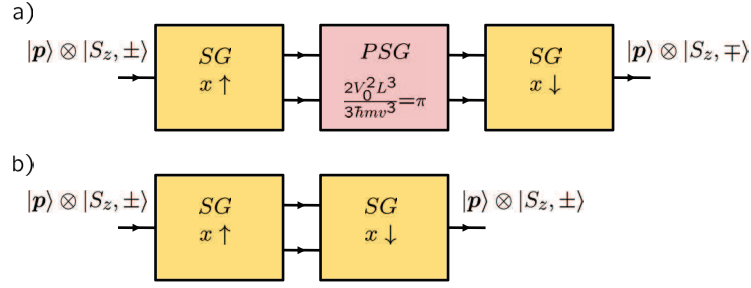 a)
|p⟩ ⊗ |S_z, ±⟩
SG
x ↑
PSG
2V_0^2L^3/3ħmv^3=π
SG
x ↓
|p⟩ ⊗ |S_z, ∓⟩
b)
|p⟩ ⊗ |S_z, ±⟩
SG
x ↑
SG
x ↓
|p⟩ ⊗ |S_z, ±⟩